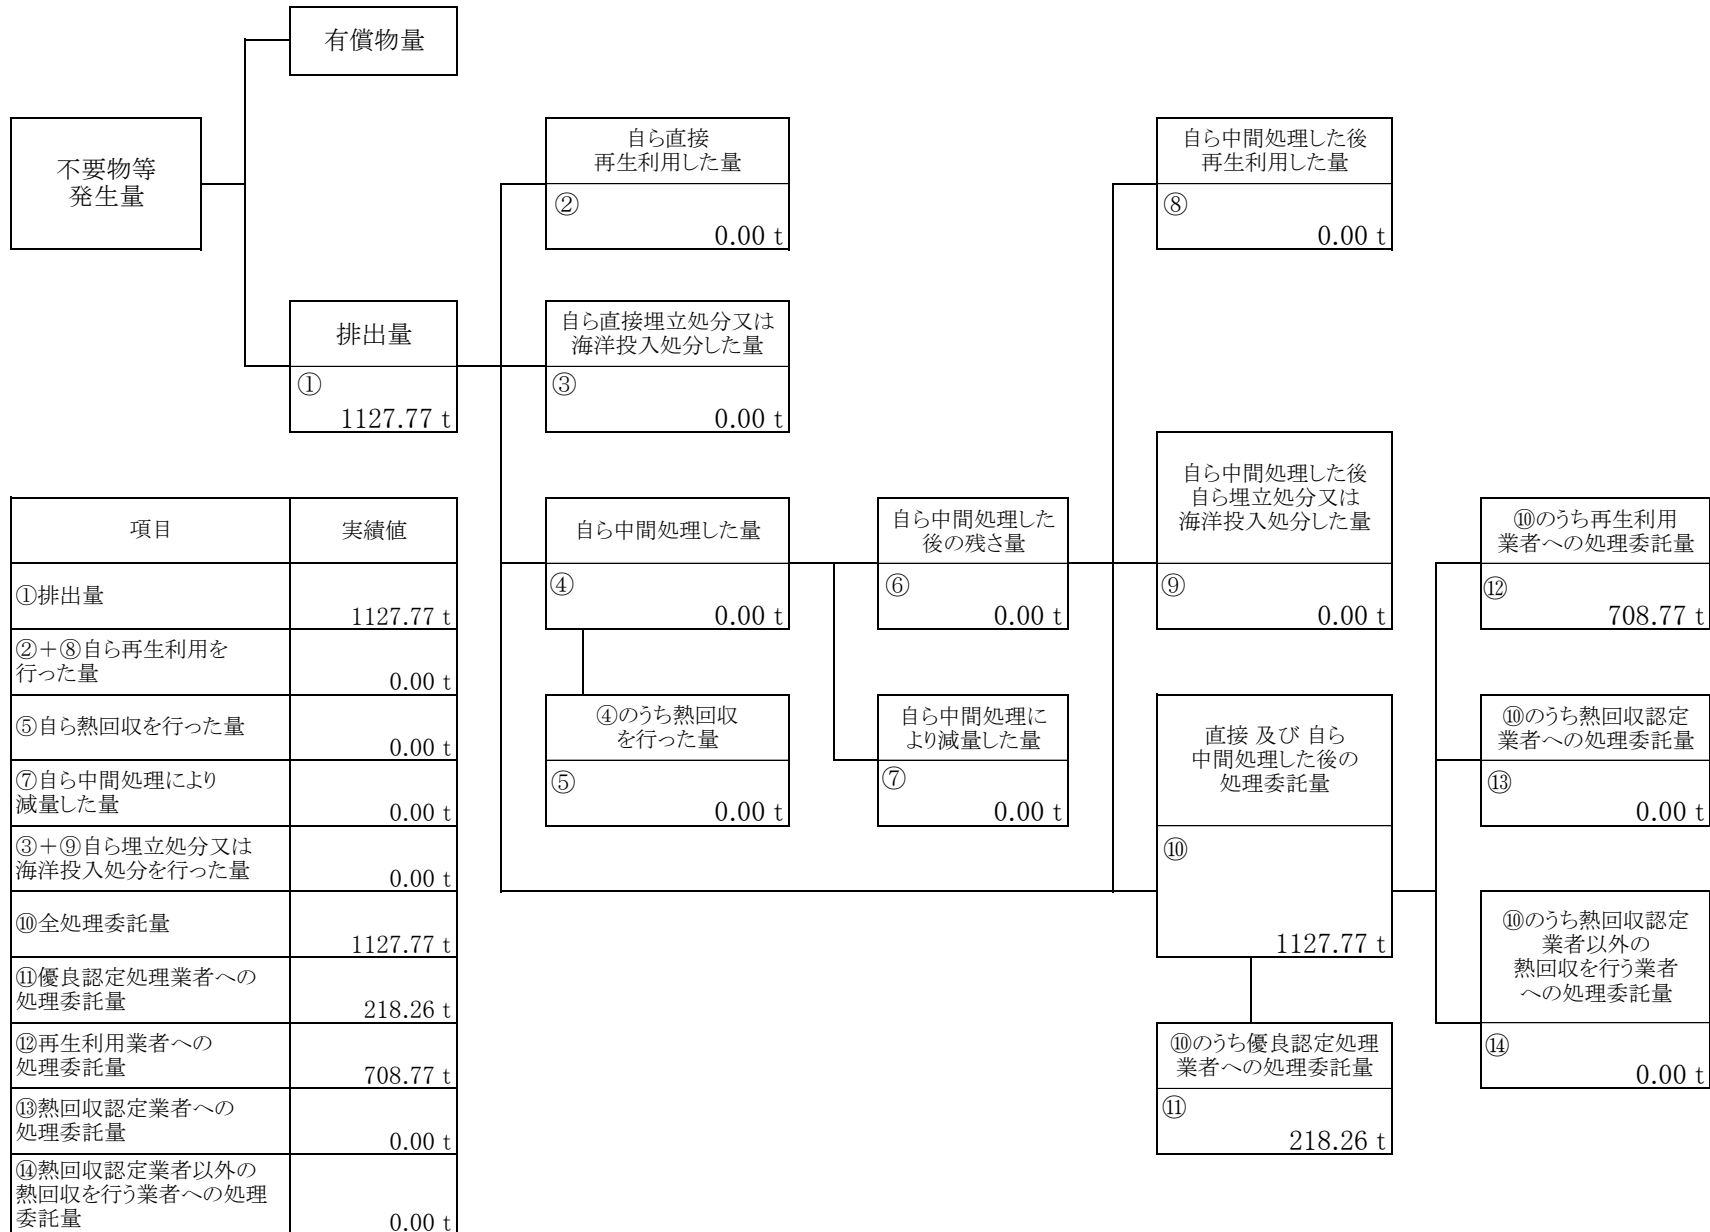 有償物量
不要物等
発生量
自ら直接
再生利用した量
②
0.00 t
自ら中間処理した後
再生利用した量
⑧
0.00 t
排出量
①
1127.77 t
自ら直接埋立処分又は
海洋投入処分した量
③
0.00 t
自ら中間処理した量
④
0.00 t
自ら中間処理した
後の残さ量
⑥
0.00 t
自ら中間処理した後
自ら埋立処分又は
海洋投入処分した量
⑨
0.00 t
⑩のうち再生利用
業者への処理委託量
⑫
708.77 t
④のうち熱回収
を行った量
⑤
0.00 t
自ら中間処理に
より減量した量
⑦
0.00 t
直接 及び 自ら
中間処理した後の
処理委託量
⑩
1127.77 t
⑩のうち熱回収認定
業者への処理委託量
⑬
0.00 t
⑩のうち熱回収認定
業者以外の
熱回収を行う業者
への処理委託量
⑭
0.00 t
⑩のうち優良認定処理
業者への処理委託量
⑪
218.26 t
項目 実績値
①排出量
1127.77 t
②+⑧自ら再生利用を
行った量
0.00 t
⑤自ら熱回収を行った量
0.00 t
⑦自ら中間処理により
減量した量
0.00 t
③+⑨自ら埋立処分又は
海洋投入処分を行った量
0.00 t
⑩全処理委託量
1127.77 t
⑪優良認定処理業者への
処理委託量
218.26 t
⑫再生利用業者への
処理委託量
708.77 t
⑬熱回収認定業者への
処理委託量
0.00 t
⑭熱回収認定業者以外の
熱回収を行う業者への処理
委託量
0.00 t